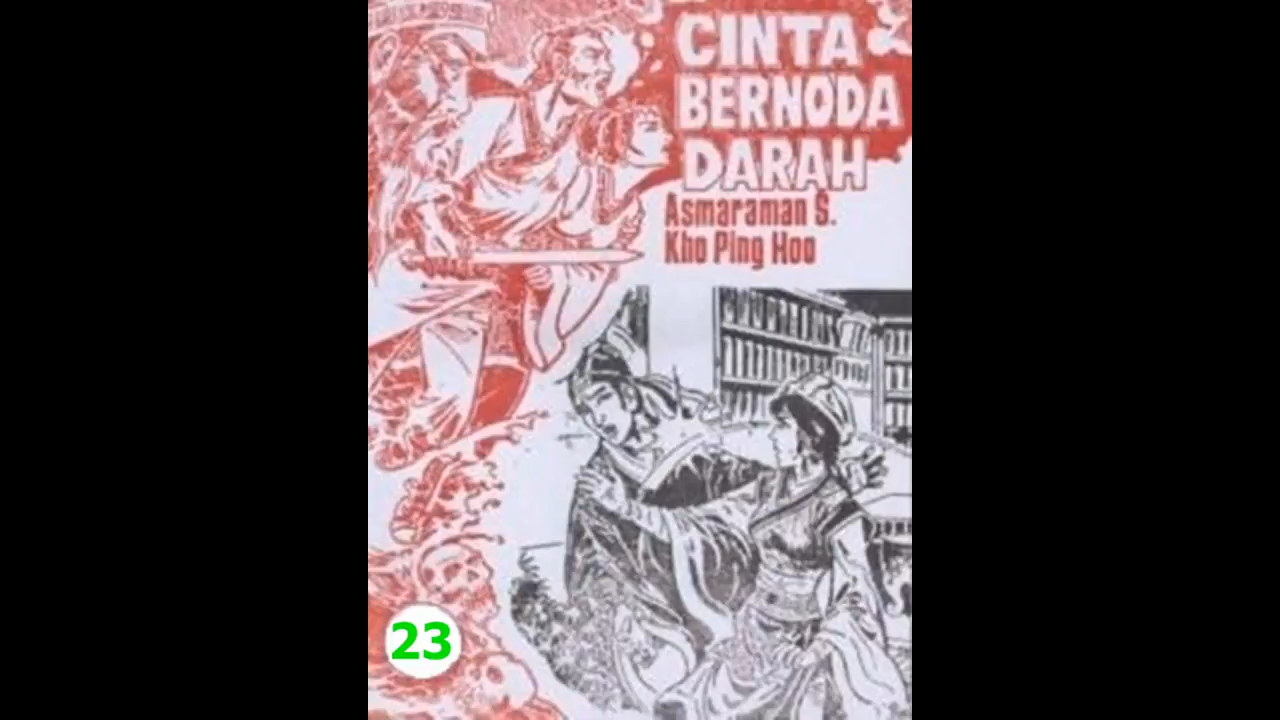 CINTA
BERNODA
DARAH
Asmaraman S.
Kho Ping Hoo
23